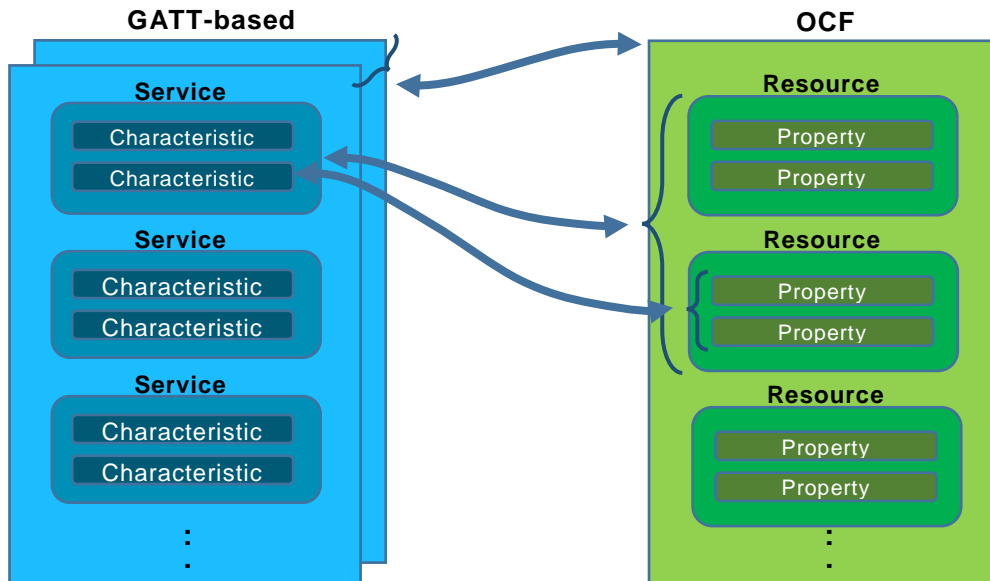 GATT-based
Service
Characteristic
Characteristic
Service
Characteristic
Characteristic
Service
Characteristic
Characteristic
:
.
OCF
Resource
Property
Property
Resource
Property
Property
Resource
Property
Property
:
.